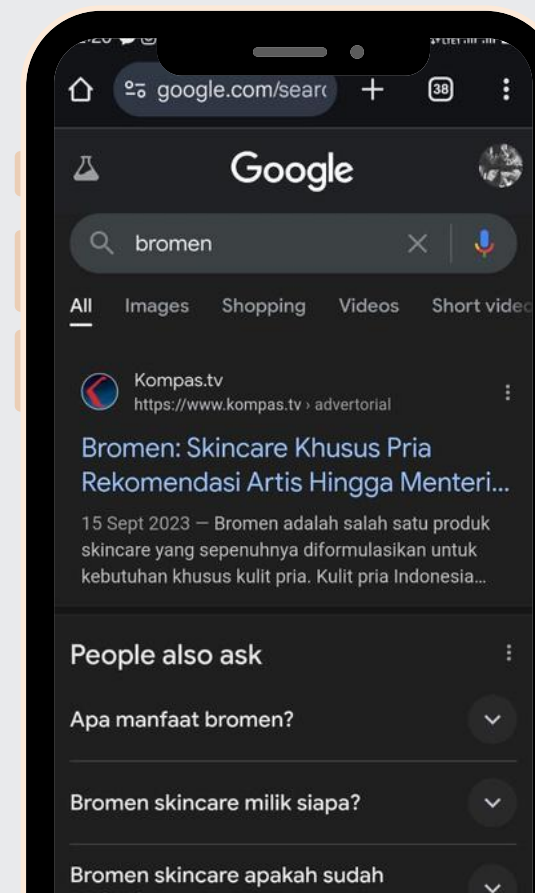 google.com/sear
38
Google
bromen
All Images Shopping Videos Short video
Kompas.tv
https://www.kompas.tv › advertorial
Bromen: Skincare Khusus Pria
Rekomendasi Artis Hingga Menteri...
15 Sept 2023 — Bromen adalah salah satu produk
skincare yang sepenuhnya diformulasikan untuk
kebutuhan khusus kulit pria. Kulit pria Indonesia...
People also ask
Apa manfaat bromen?
Bromen skincare milik siapa?
Bromen skincare apakah sudah